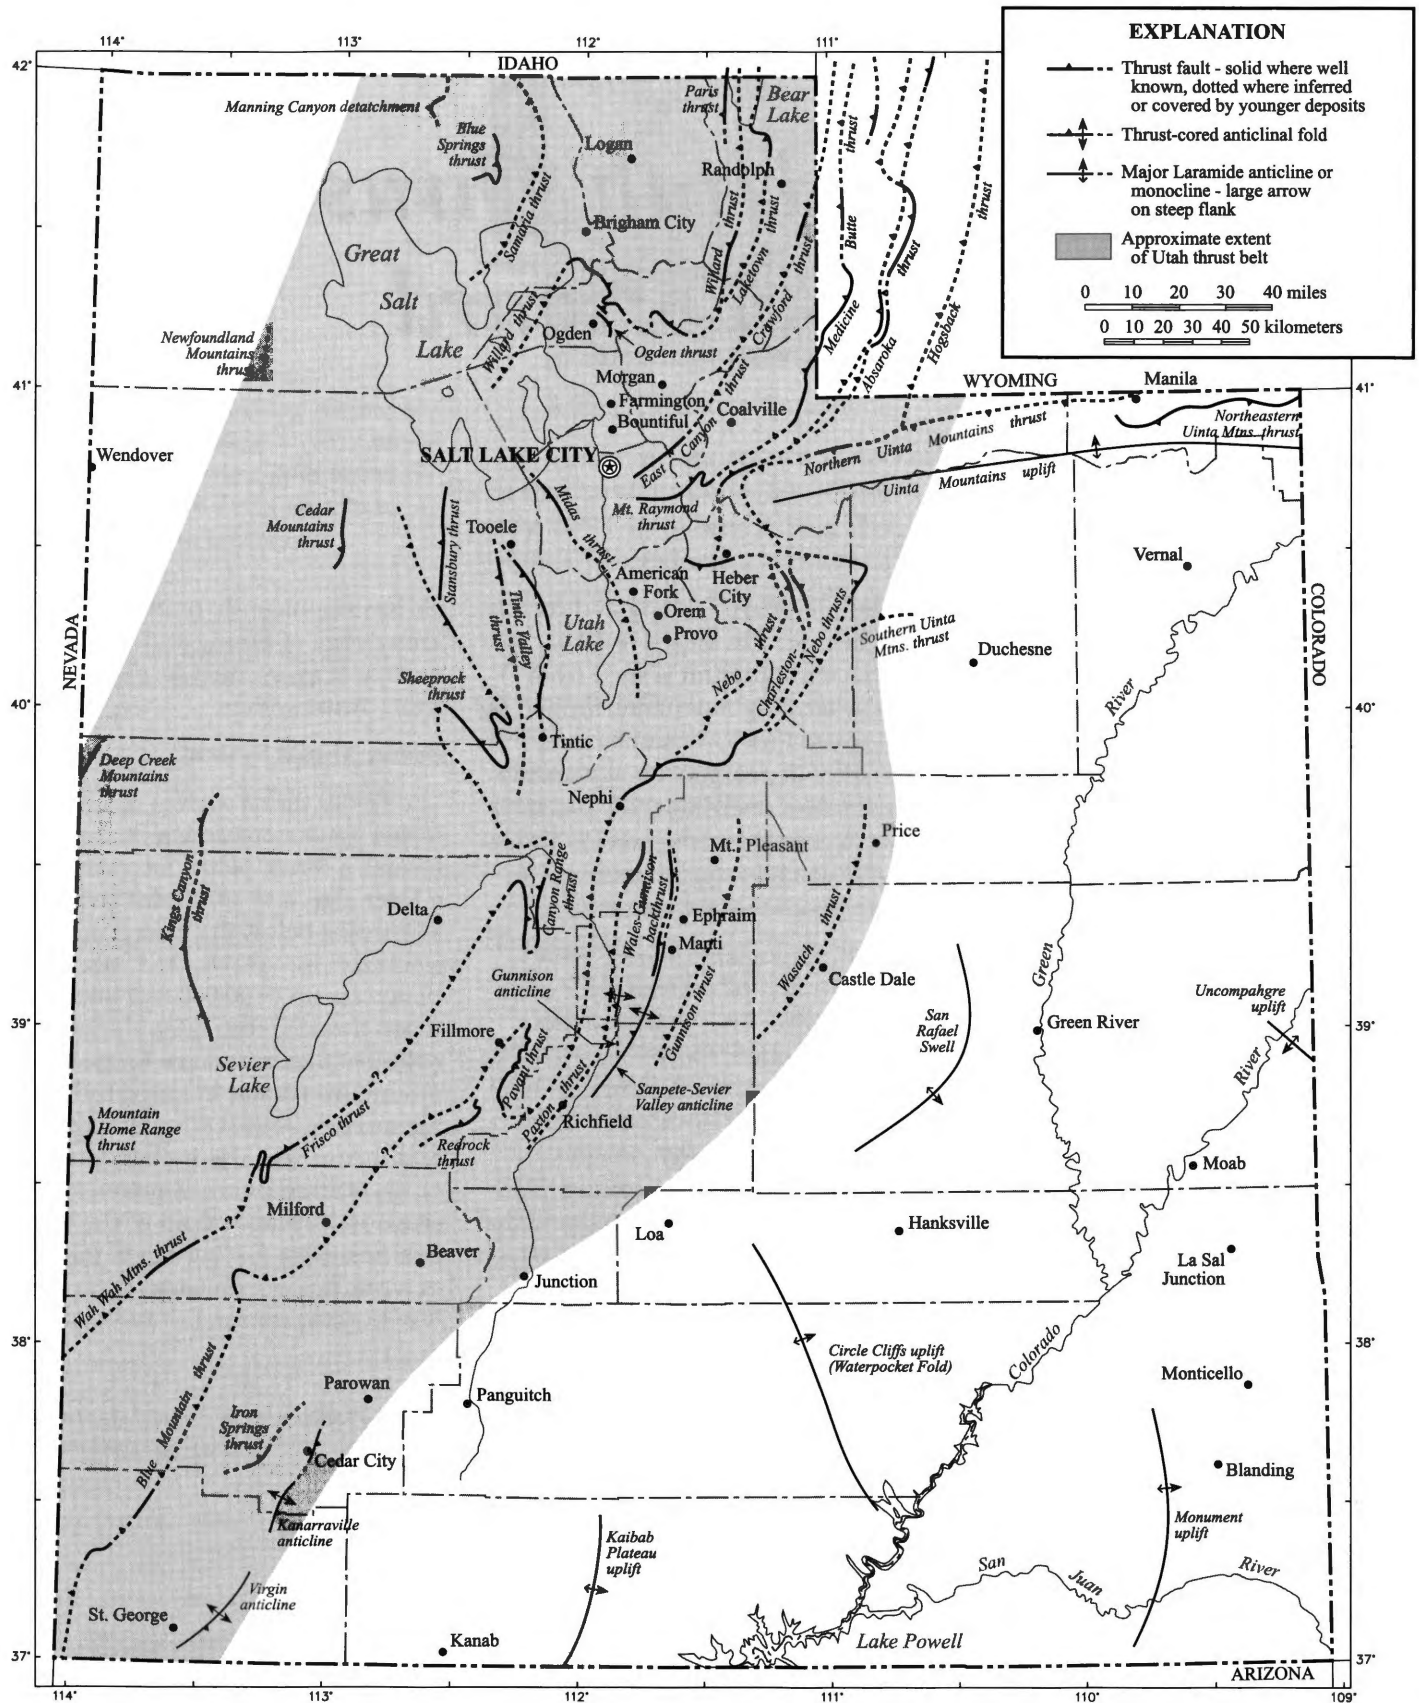 114°
113°
112°
111°
42°
IDAHO
EXPLANATION
Thrust fault - solid where well
known, dotted where inferred
or covered by younger deposits
Thrust-cored anticlinal fold
Major Laramide anticline or
monocline - large arrow
on steep flank
Approximate extent
of Utah thrust belt
0 10 20 30 40 miles
0 10 20 30 40 50 kilometers
Manning Canyon detatchment
Blue
Springs
thrust
Samaria thrust
Paris
thrust
Bear
Lake
Logan
Randolph
Brigham City
Great
Salt
Lake
Willard thrust
Willard thrust
Laketown thrust
Crawford thrust
Medicine Butte thrust
Absaroka thrust
Hogsback thrust
Newfoundland
Mountains
thrus
Ogden
Ogden thrust
41°
Morgan
Farmington
Bountiful
Coalville
East Canyon thrust
WYOMING
Manila
41°
Northeastern
Uinta Mtns. thrust
Northern Uinta Mountains thrust
Uinta Mountains uplift
Wendover
SALT LAKE CITY
Midas thrust
Mt. Raymond
thrust
Cedar
Mountains
thrust
Stansbury thrust
Tooele
Tintic Valley
thrust
American
Fork
Heber
City
Orem
Provo
Utah
Lake
Vernal
COLORADO
NEVADA
Nebo thrust
Charleston-Nebo thrusts
Southern Uinta
Mtns. thrust
Duchesne
Sheeprock
thrust
40°
40°
Green River
Tintic
Deep Creek
Mountains
thrust
Nephi
Kings Canyon
thrust
Canyon Range
thrust
Mt. Pleasant
Price
Delta
Wales-Gunnison
backthrust
Ephraim
Manti
Gunnison thrust
Wasatch thrust
Castle Dale
Gunnison
anticline
San
Rafael
Swell
Green River
Uncompahgre
uplift
39°
39°
Fillmore
Sevier
Lake
Pavant thrust
Paxton thrust
Sanpete-Sevier
Valley anticline
Richfield
Redrock
thrust
Mountain
Home Range
thrust
Frisco thrust
?
?
?
Moab
Milford
Beaver
Junction
Loa
Hanksville
La Sal
Junction
Wah Wah Mtns. thrust
38°
38°
Circle Cliffs uplift
(Waterpocket Fold)
Colorado River
Monticello
Blue Mountain thrust
Parowan
Panguitch
Iron
Springs
thrust
Cedar City
Blanding
Kanarraville
anticline
Kaibab
Plateau
uplift
Monument
uplift
San Juan River
Virgin
anticline
St. George
Kanab
Lake Powell
37°
37°
ARIZONA
114°
113°
112°
111°
110°
109°